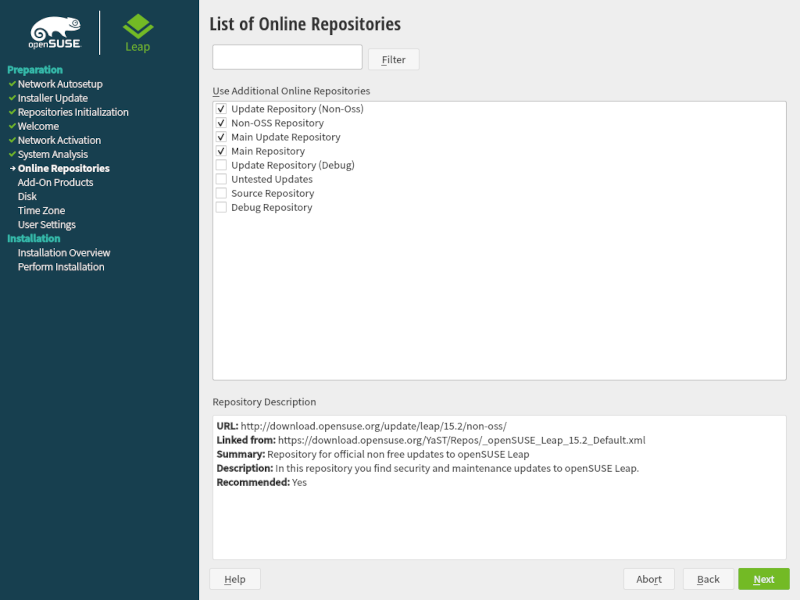 openSUSE
Leap
Preparation
Network Autosetup
Installer Update
Repositories Initialization
Welcome
Network Activation
System Analysis
Online Repositories
Add-On Products
Disk
Time Zone
User Settings
Installation
Installation Overview
Perform Installation
List of Online Repositories
Filter
Use Additional Online Repositories
Update Repository (Non-Oss)
Non-OSS Repository
Main Update Repository
Main Repository
Update Repository (Debug)
Untested Updates
Source Repository
Debug Repository
Repository Description
URL: http://download.opensuse.org/update/leap/15.2/non-oss/
Linked from: https://download.opensuse.org/YaST/Repos/_openSUSE_Leap_15.2_Default.xml
Summary: Repository for official non free updates to openSUSE Leap
Description: In this repository you find security and maintenance updates to openSUSE Leap.
Recommended: Yes
Help
Abort
Back
Next